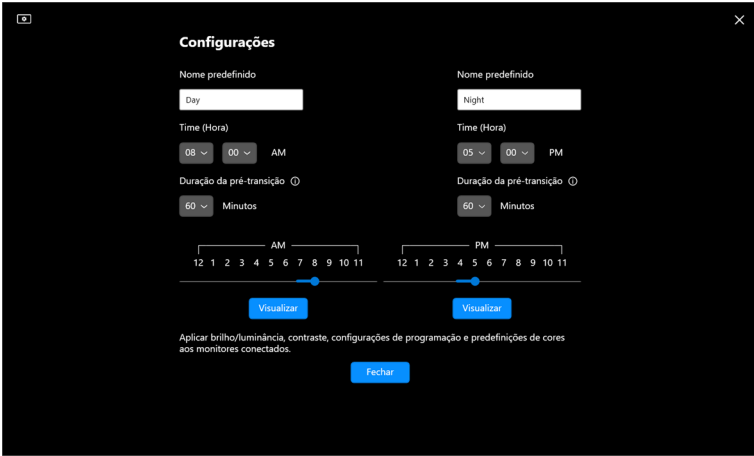 Configurações
Nome predefinido
Day
Time (Hora)
08 00 AM
Duração da pré-transição
60 Minutos
Nome predefinido
Night
Time (Hora)
05 00 PM
Duração da pré-transição
60 Minutos
AM
12 1 2 3 4 5 6 7 8 9 10 11
Visualizar
PM
12 1 2 3 4 5 6 7 8 9 10 11
Visualizar
Aplicar brilho/luminância, contraste, configurações de programação e predefinições de cores
aos monitores conectados.
Fechar